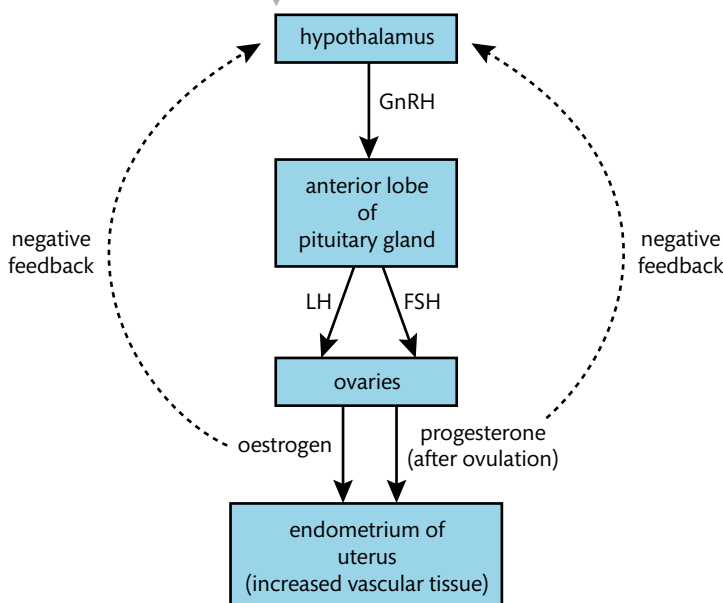 hypothalamus
GnRH
anterior lobe
of
pituitary gland
negative
feedback
negative
feedback
LH
FSH
ovaries
oestrogen
progesterone
(after ovulation)
endometrium of
uterus
(increased vascular tissue)